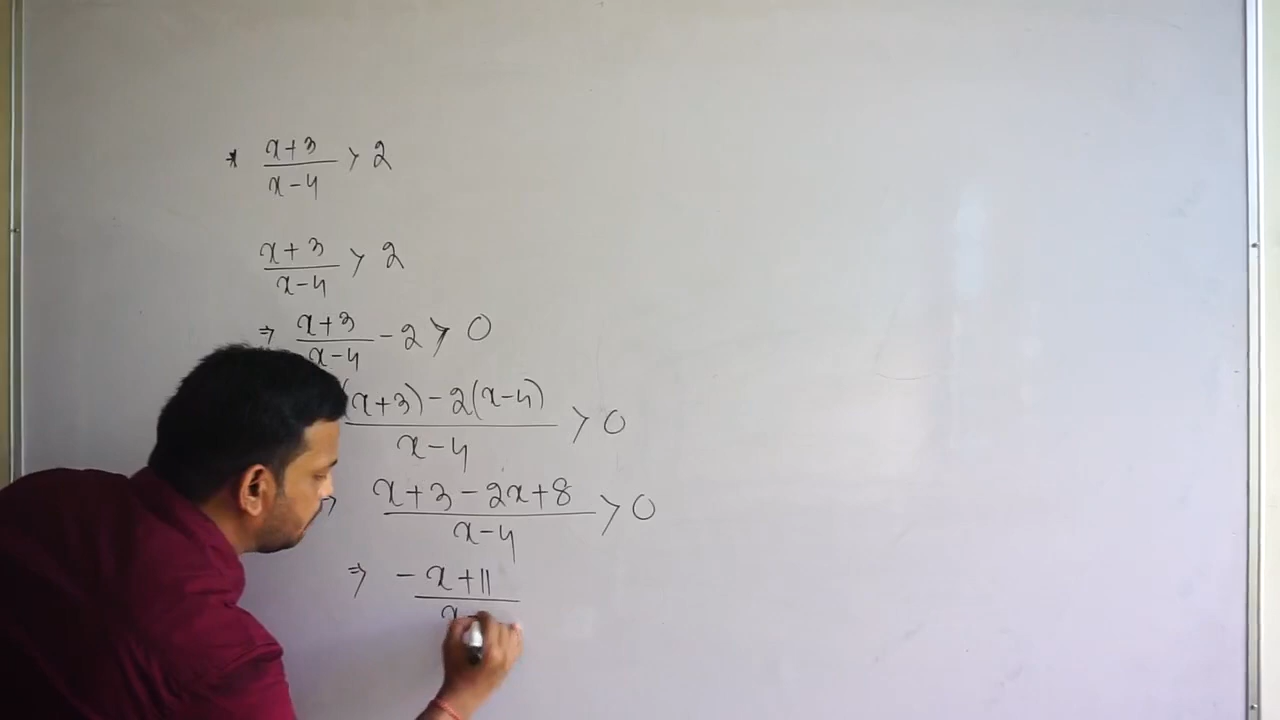 * (x+3)/(x-4) > 2
(x+3)/(x-4) > 2
⇒ (x+3)/(x-4) - 2 > 0
((x+3) - 2(x-4))/(x-4) > 0
⇒ (x+3-2x+8)/(x-4) > 0
⇒ (-x+11)/(x-